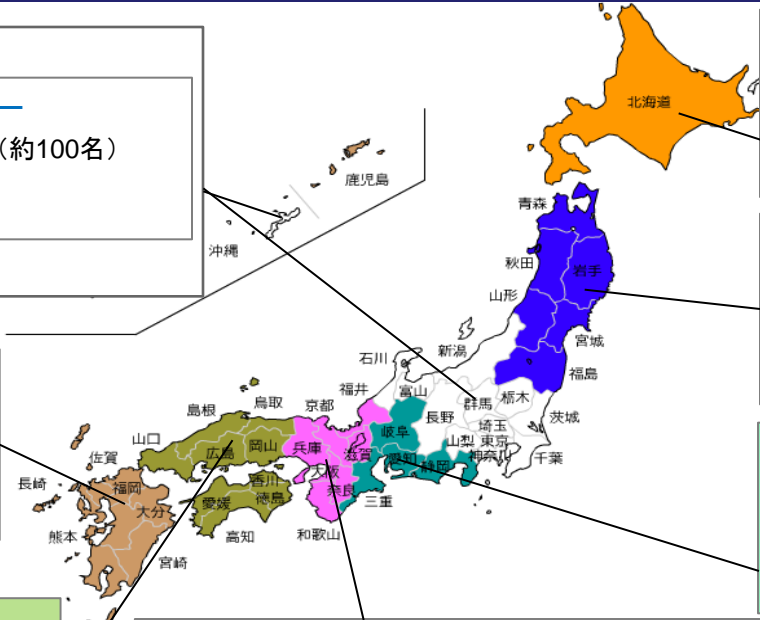 （約100名）
北海道
鹿児島
沖縄
青森
秋田
岩手
山形
宮城
新潟
福島
石川
富山
福井
群馬
栃木
茨城
長野
埼玉
山梨
東京
神奈川
千葉
岐阜
愛知
静岡
三重
京都
滋賀
兵庫
大阪
奈良
和歌山
鳥取
島根
岡山
広島
山口
香川
徳島
愛媛
高知
佐賀
長崎
福岡
大分
熊本
宮崎